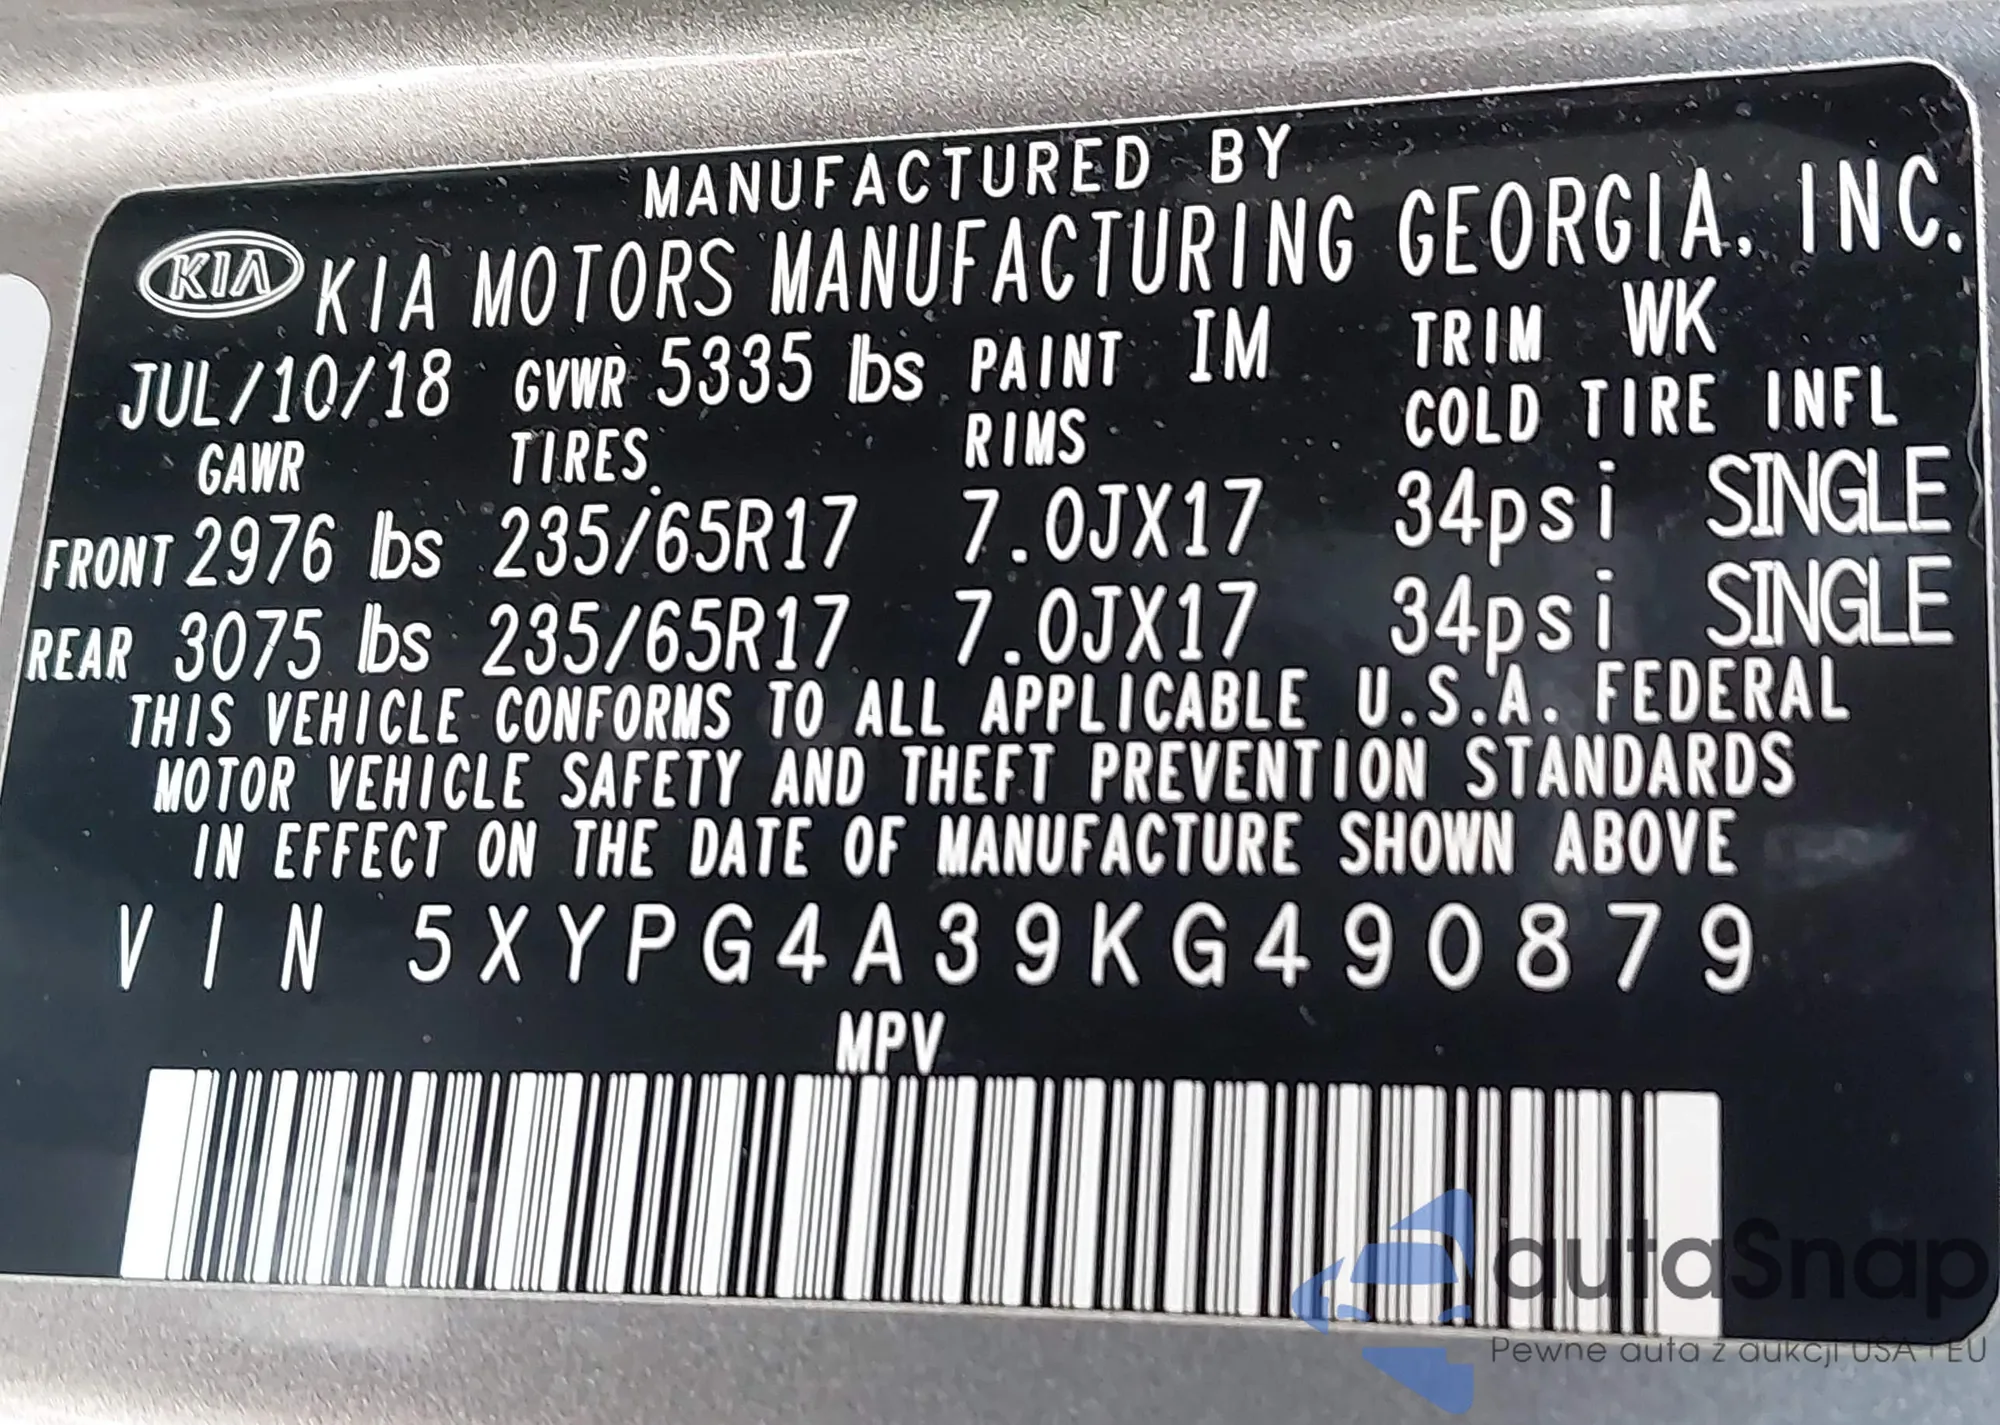 MANUFACTURED BY
KIA KIA MOTORS MANUFACTURING GEORGIA, INC.
JUL/10/18 GVWR 5335 lbs PAINT IM TRIM WK
GAWR TIRES RIMS COLD TIRE INFL
FRONT 2976 lbs 235/65R17 7.0JX17 34psi SINGLE
REAR 3075 lbs 235/65R17 7.0JX17 34psi SINGLE
THIS VEHICLE CONFORMS TO ALL APPLICABLE U.S.A. FEDERAL
MOTOR VEHICLE SAFETY AND THEFT PREVENTION STANDARDS
IN EFFECT ON THE DATE OF MANUFACTURE SHOWN ABOVE
VIN 5XYPG4A39KG490879
MPV
autaSnap
Pewne auta z aukcji USA i EU